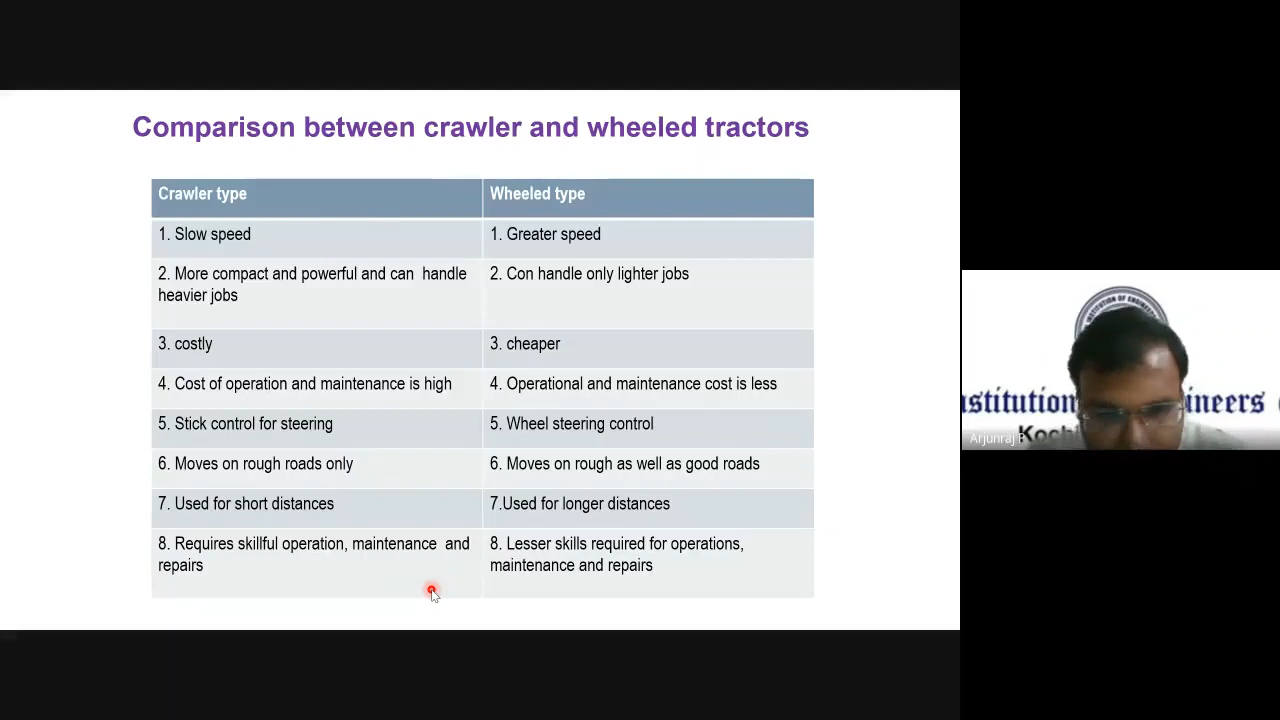 Comparison between crawler and wheeled tractors
Crawler type
Wheeled type
1. Slow speed
1. Greater speed
2. More compact and powerful and can handle
heavier jobs
2. Con handle only lighter jobs
3. costly
3. cheaper
4. Cost of operation and maintenance is high
4. Operational and maintenance cost is less
5. Stick control for steering
5. Wheel steering control
6. Moves on rough roads only
6. Moves on rough as well as good roads
7. Used for short distances
7.Used for longer distances
8. Requires skillful operation, maintenance and
repairs
8. Lesser skills required for operations,
maintenance and repairs
INSTITUTION OF ENGINEERS
stitution ineers
Arjunraj